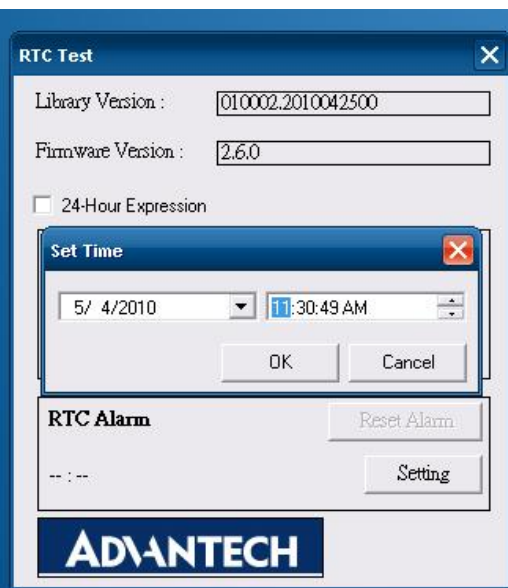 RTC Test
Library Version :
010002.2010042500
Firmware Version :
2.6.0
24-Hour Expression
Set Time
5/ 4/2010
11:30:49 AM
OK
Cancel
RTC Alarm
Reset Alarm
-- : --
Setting
ADVANTECH